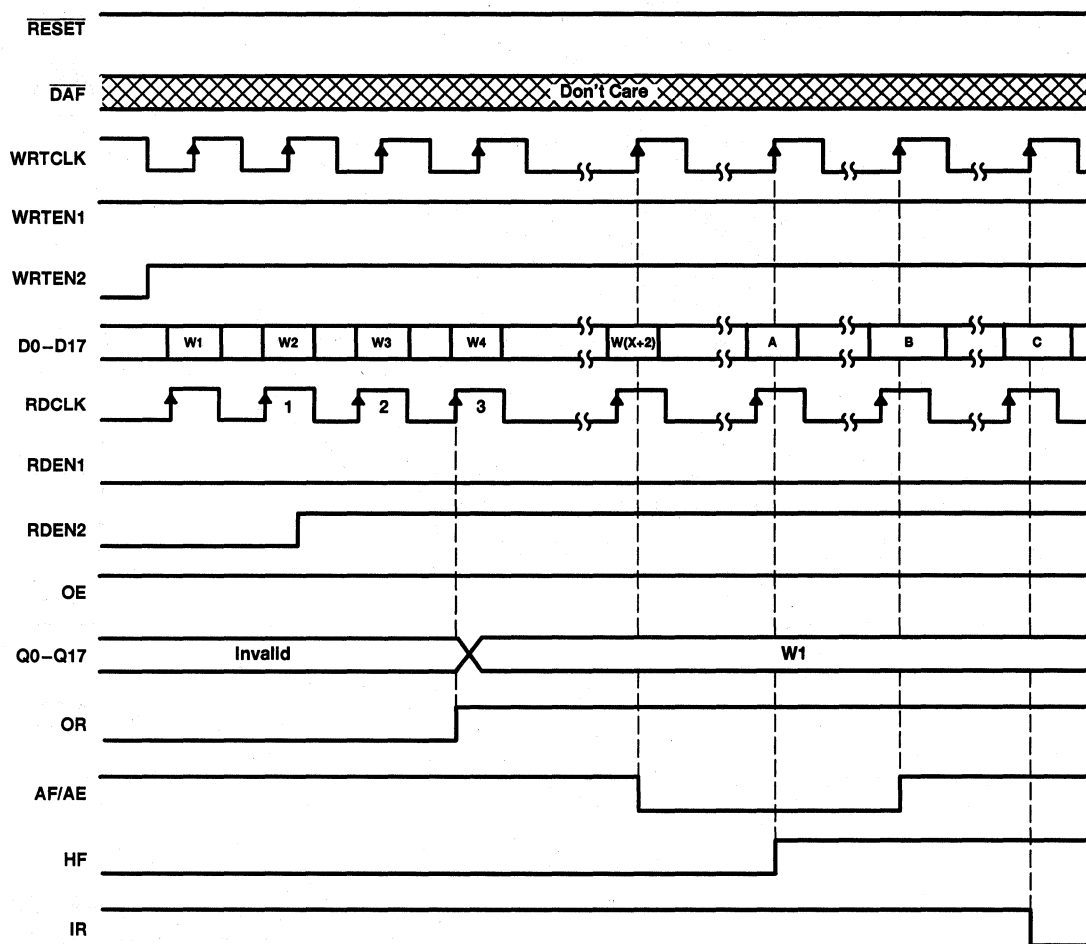 RESET
DAF
Don't Care
WRTCLK
WRTEN1
WRTEN2
D0–D17
W1 W2 W3 W4 W(X+2) A B C
RDCLK
1 2 3
RDEN1
RDEN2
OE
Q0–Q17
Invalid W1
OR
AF/AE
HF
IR